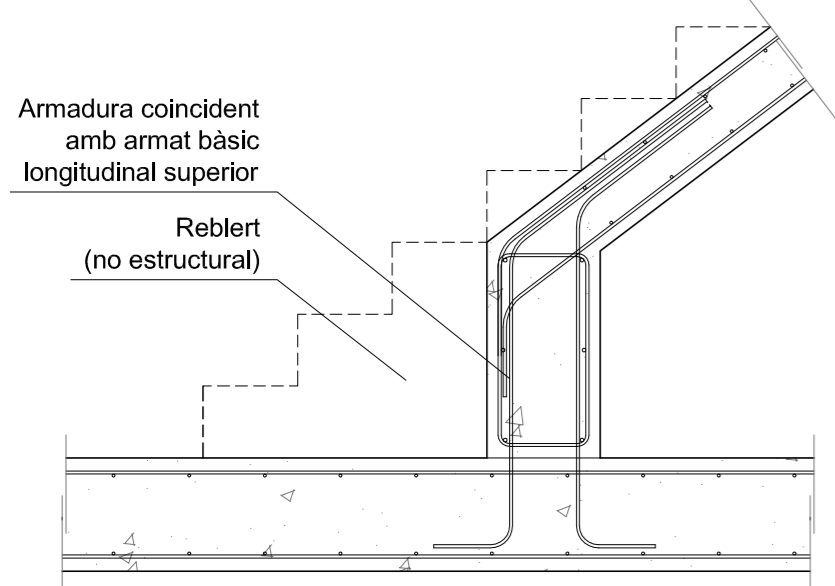 Armadura coincident
amb armat bàsic
longitudinal superior
Reblert
(no estructural)